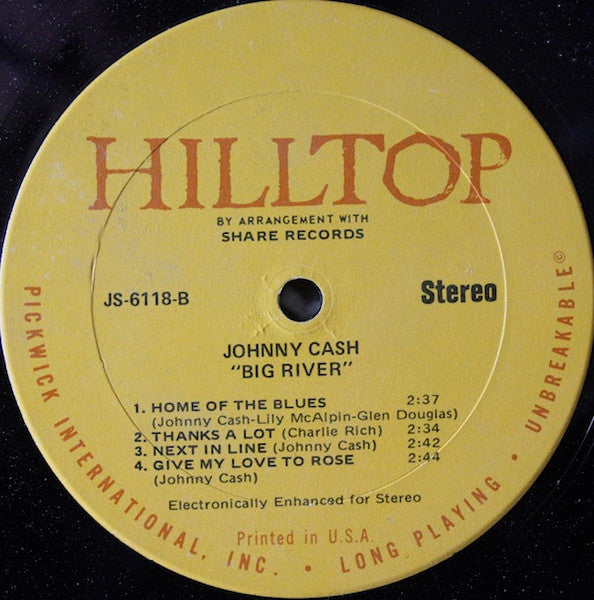 HILLTOP
BY ARRANGEMENT WITH
SHARE RECORDS
JS-6118-B
Stereo
JOHNNY CASH
"BIG RIVER"
1. HOME OF THE BLUES 2:37
(Johnny Cash-Lily McAlpin-Glen Douglas)
2. THANKS A LOT (Charlie Rich) 2:34
3. NEXT IN LINE (Johnny Cash) 2:42
4. GIVE MY LOVE TO ROSE 2:44
(Johnny Cash)
Electronically Enhanced for Stereo
Printed in U.S.A.
PICKWICK INTERNATIONAL, INC. • LONG PLAYING • UNBREAKABLE©